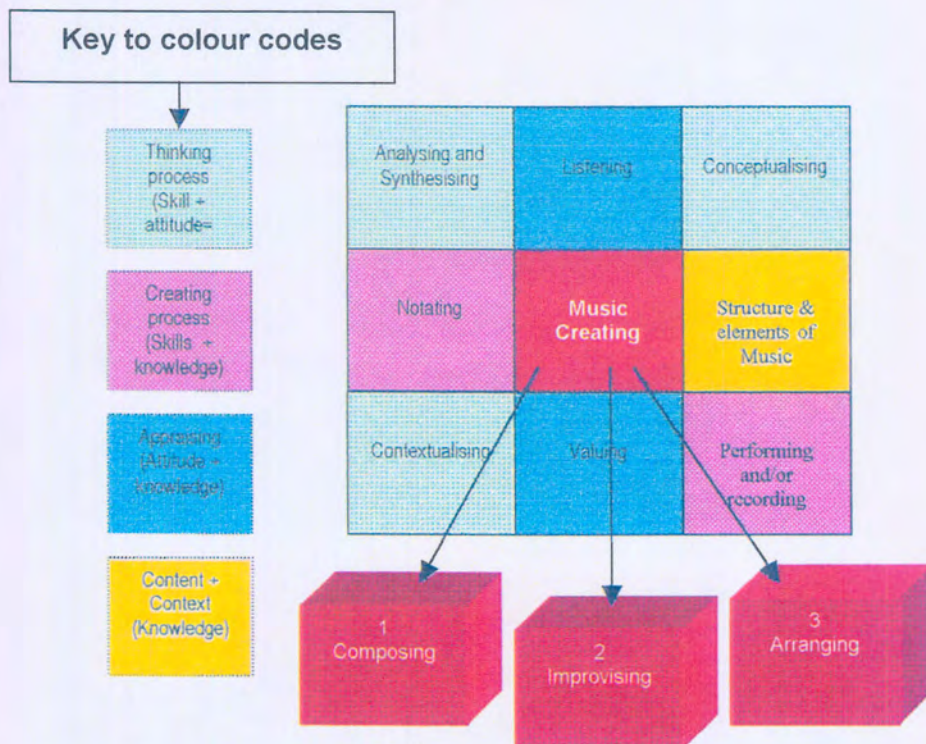 Key to colour codes
Thinking
process
(Skill +
attitude=
Creating
process
(Skills +
knowledge)
Appraising
(Attitude +
knowledge)
Content +
Context
(Knowledge)
Analysing and
Synthesising
Listening
Conceptualising
Notating
Music
Creating
Structure &
elements of
Music
Contextualising
Valuing
Performing
and/or
recording
1
Composing
2
Improvising
3
Arranging